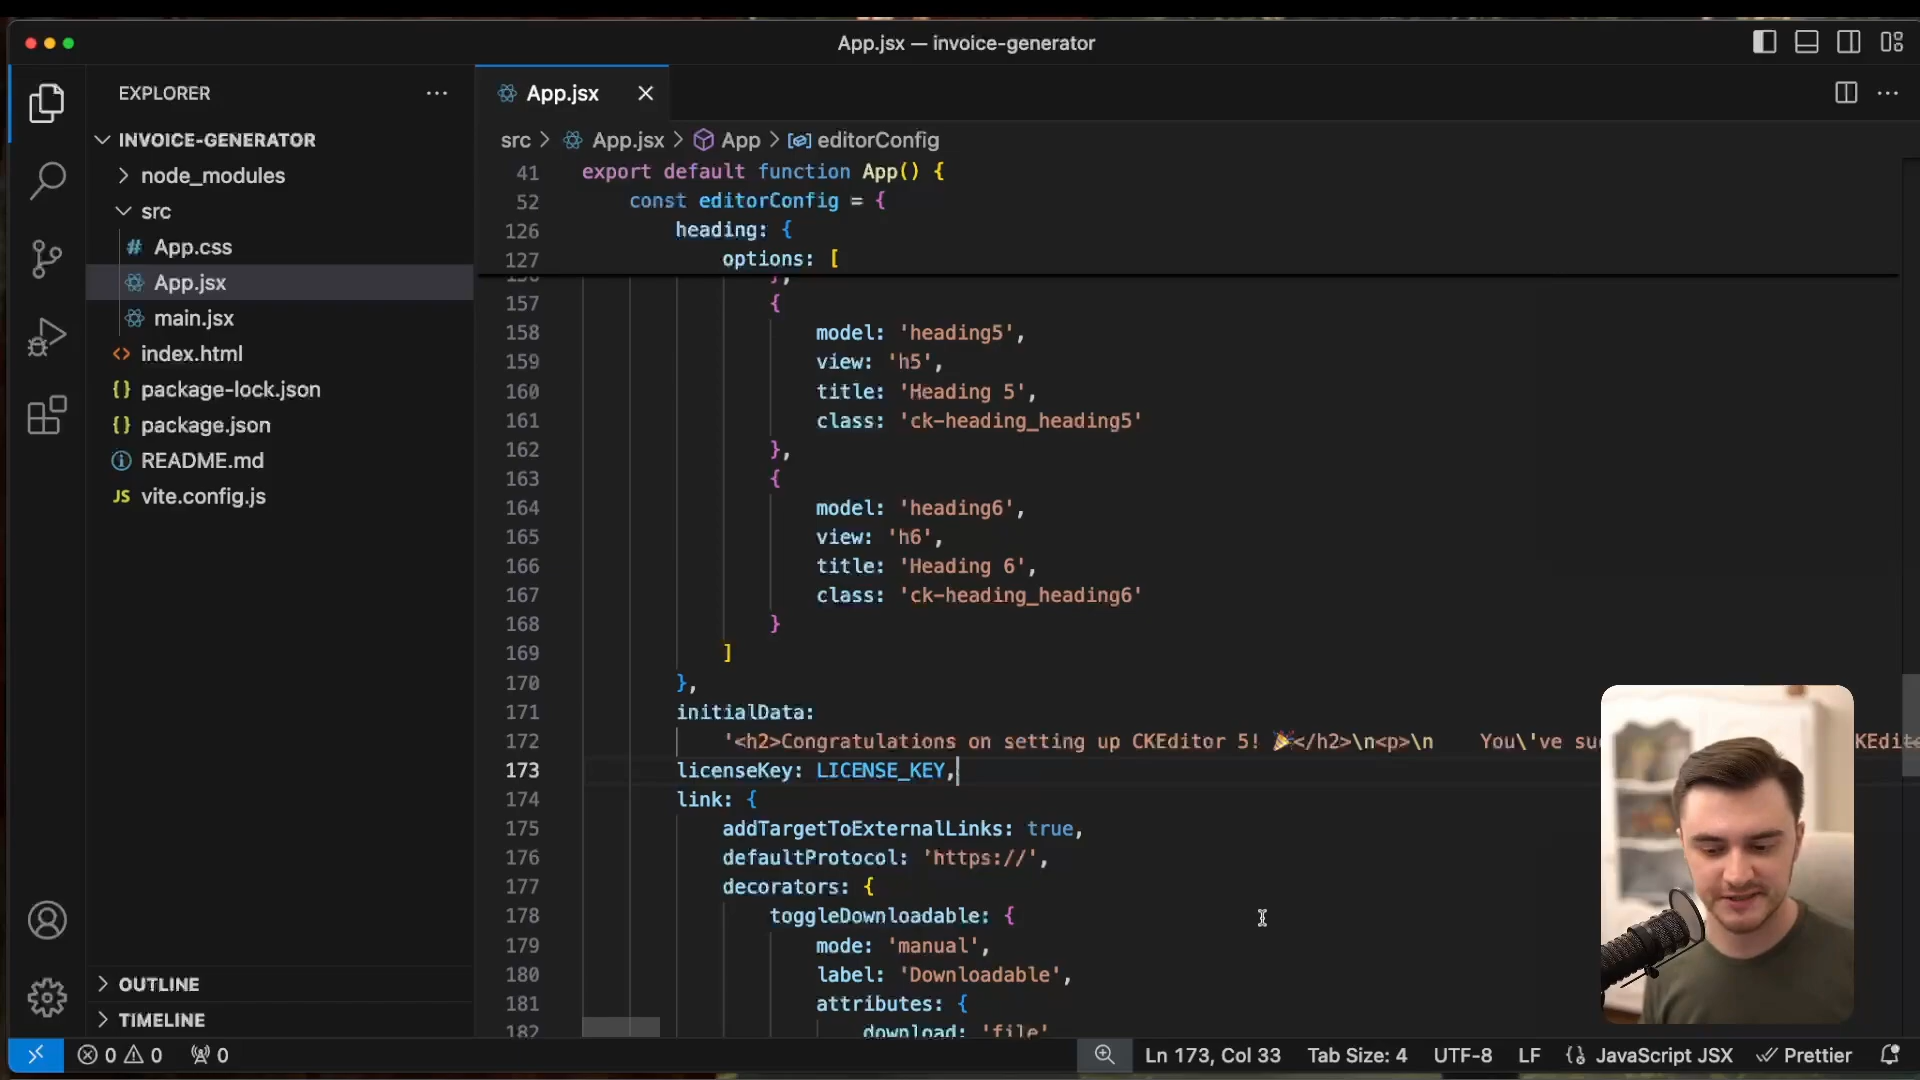 App.jsx — invoice-generator
EXPLORER
INVOICE-GENERATOR
node_modules
src
# App.css
App.jsx
main.jsx
<> index.html
{} package-lock.json
{} package.json
README.md
JS vite.config.js
OUTLINE
TIMELINE
App.jsx
src > App.jsx > App > editorConfig
41 export default function App() {
52 const editorConfig = {
126 heading: {
127 options: [
157 {
158 model: 'heading5',
159 view: 'h5',
160 title: 'Heading 5',
161 class: 'ck-heading_heading5'
162 },
163 {
164 model: 'heading6',
165 view: 'h6',
166 title: 'Heading 6',
167 class: 'ck-heading_heading6'
168 }
169 ]
170 },
171 initialData:
172 '<h2>Congratulations on setting up CKEditor 5! 🎉</h2>\n<p>\n    You\'ve su
173 licenseKey: LICENSE_KEY,
174 link: {
175 addTargetToExternalLinks: true,
176 defaultProtocol: 'https://',
177 decorators: {
178 toggleDownloadable: {
179 mode: 'manual',
180 label: 'Downloadable',
181 attributes: {
182 download: 'file'
0 0 0
Ln 173, Col 33
Tab Size: 4
UTF-8
LF
{} JavaScript JSX
Prettier